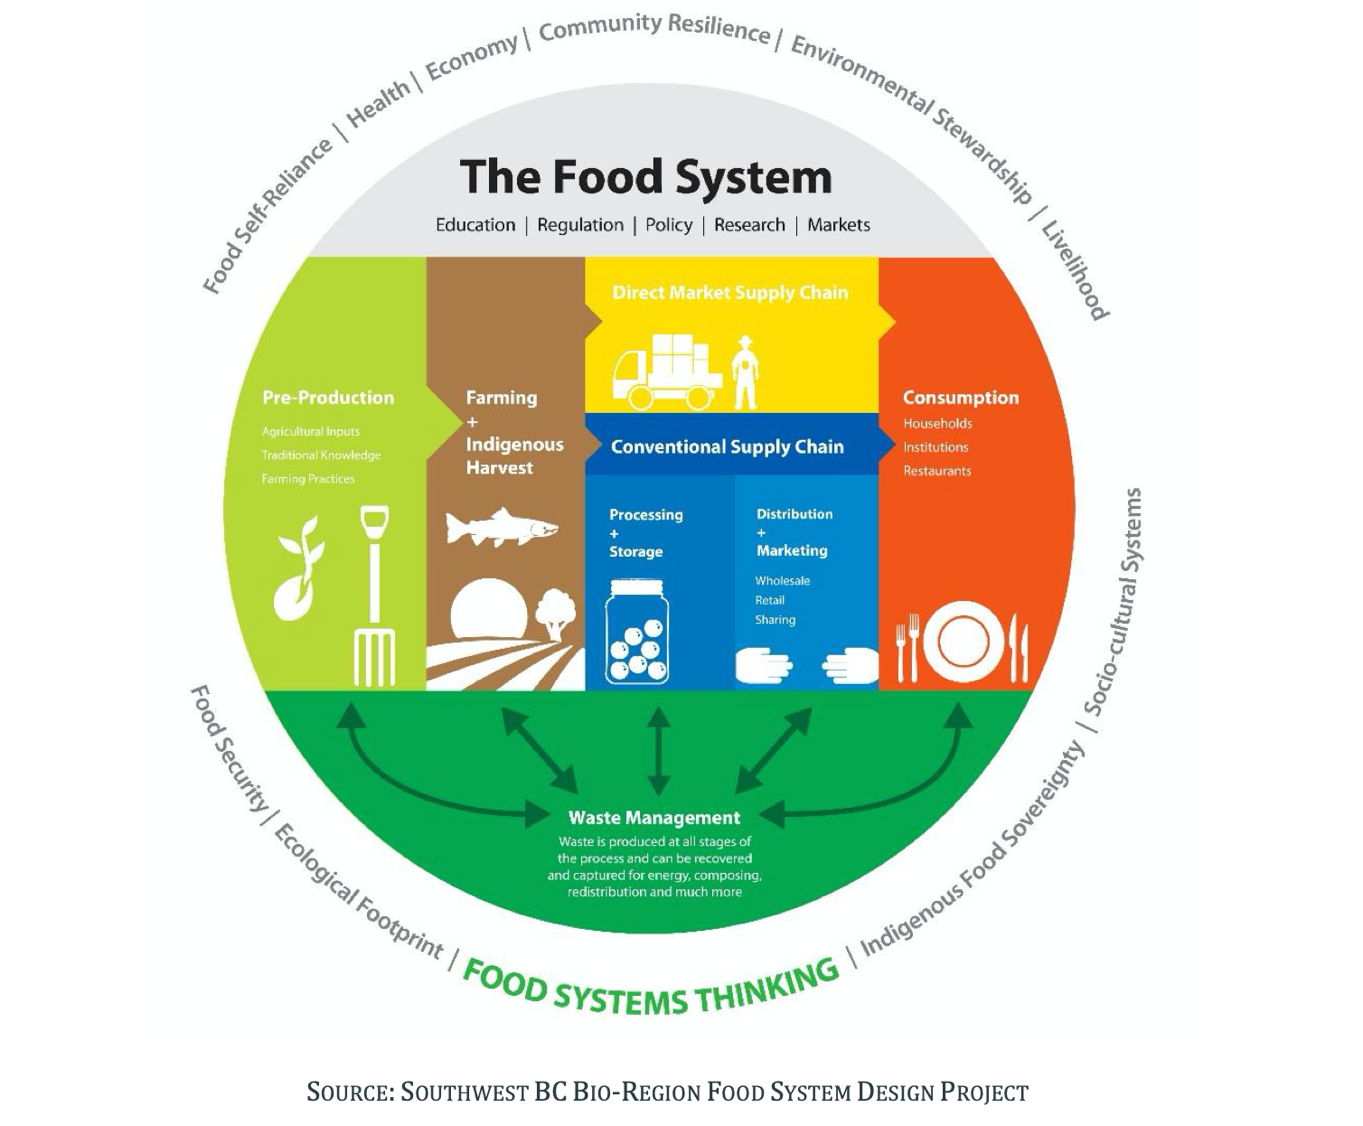 Food Self-Reliance | Health | Economy | Community Resilience | Environmental Stewardship | Livelihood
The Food System
Education | Regulation | Policy | Research | Markets
Pre-Production
Agricultural Inputs
Traditional Knowledge
Farming Practices
Farming
+
Indigenous
Harvest
Direct Market Supply Chain
Conventional Supply Chain
Processing
+
Storage
Distribution
+
Marketing
Wholesale
Retail
Sharing
Consumption
Households
Institutions
Restaurants
Waste Management
Waste is produced at all stages of
the process and can be recovered
and captured for energy, composing,
redistribution and much more
Food Security | Ecological Footprint | FOOD SYSTEMS THINKING | Indigenous Food Sovereignty | Socio-cultural Systems
SOURCE: SOUTHWEST BC BIO-REGION FOOD SYSTEM DESIGN PROJECT